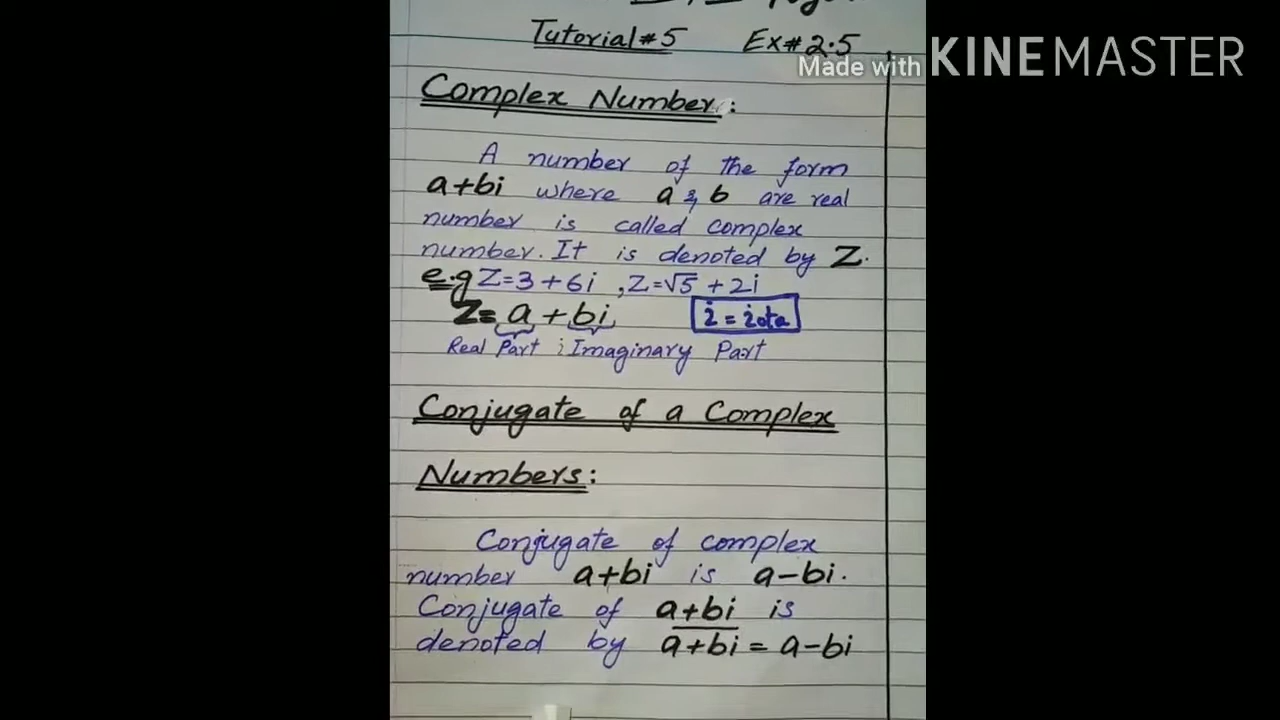 Tutorial#5 Ex#2.5
Made with KINEMASTER
Complex Number:
A number of the form
a+bi where a & b are real
number is called complex
number. It is denoted by Z.
e.g Z=3+6i , Z=√5+2i
Z= a + bi
i = iota
Real Part ; Imaginary Part
Conjugate of a Complex
Numbers:
Conjugate of complex
number a+bi is a-bi.
Conjugate of a+bi is
denoted by a̅+̅b̅i̅ = a-bi